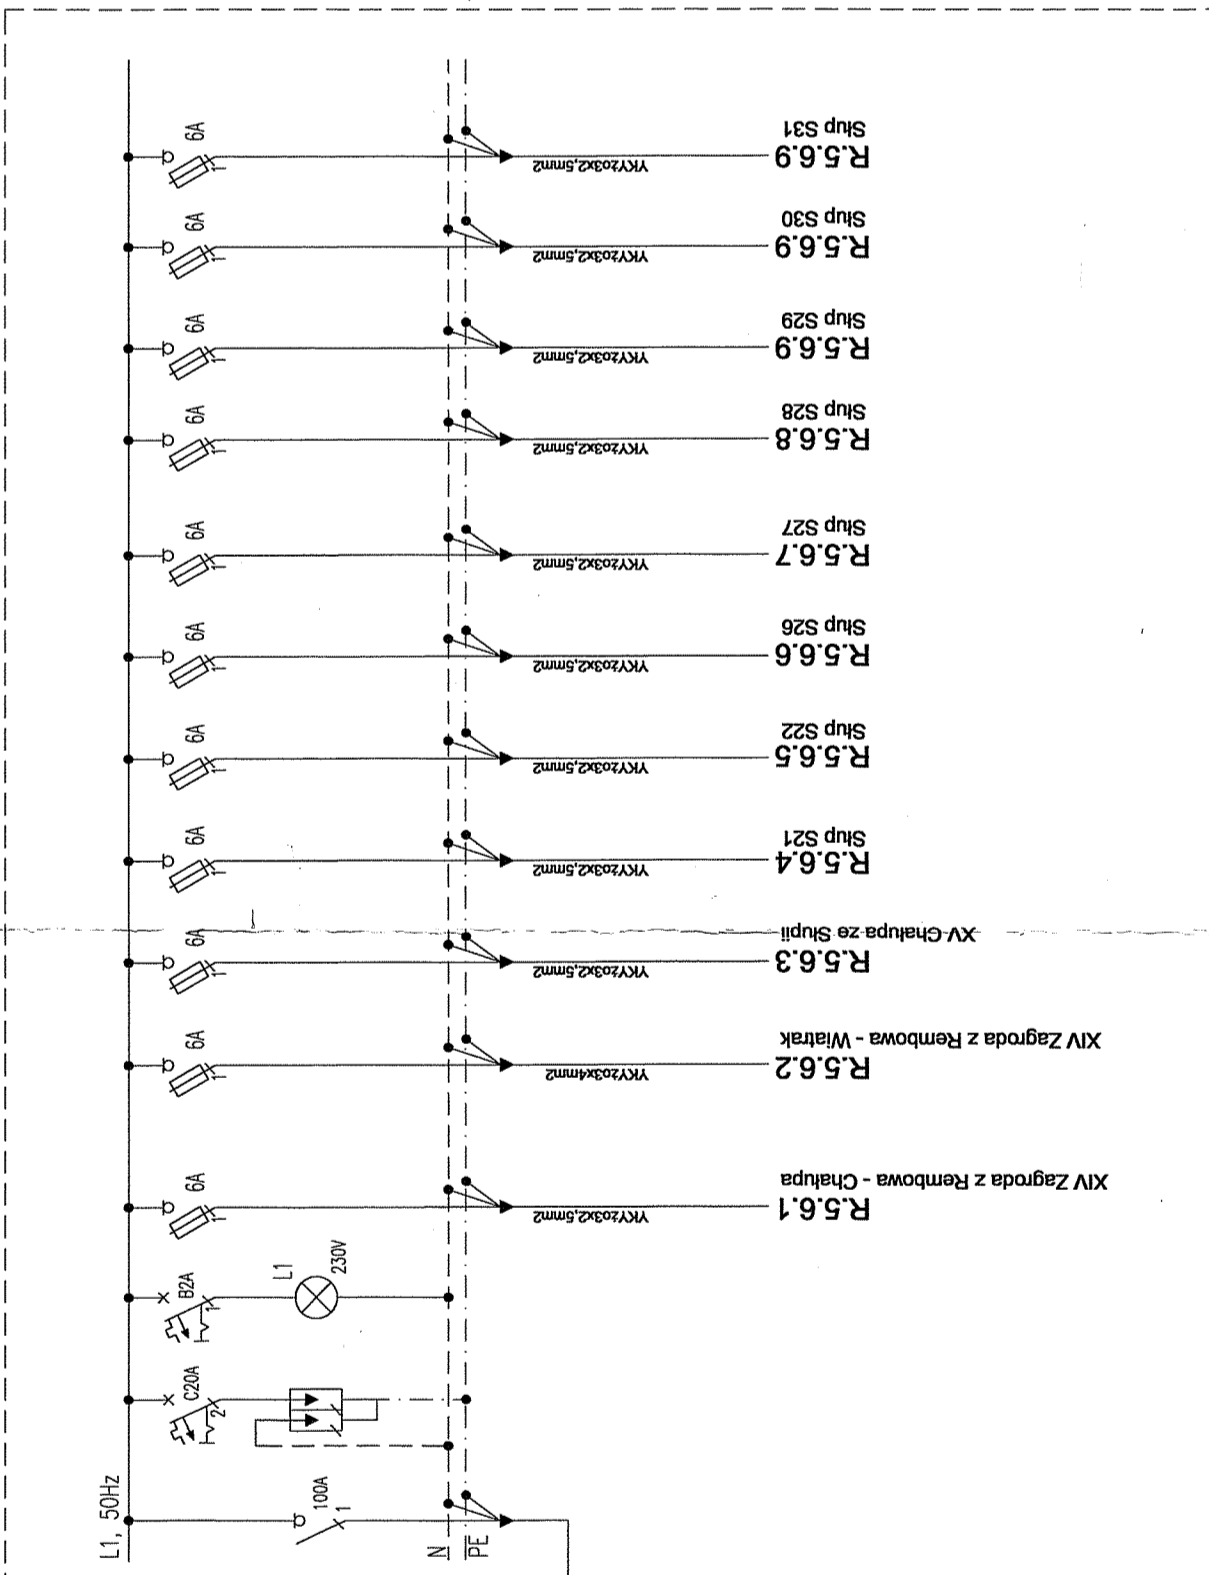 6A
YKYżo3x2,5mm2
Słup S31
R.5.6.9
6A
YKYżo3x2,5mm2
Słup S30
R.5.6.9
6A
YKYżo3x2,5mm2
Słup S29
R.5.6.9
6A
YKYżo3x2,5mm2
Słup S28
R.5.6.8
6A
YKYżo3x2,5mm2
Słup S27
R.5.6.7
6A
YKYżo3x2,5mm2
Słup S26
R.5.6.6
6A
YKYżo3x2,5mm2
Słup S22
R.5.6.5
6A
YKYżo3x2,5mm2
Słup S21
R.5.6.4
6A
YKYżo3x2,5mm2
XV Chałupa ze Słupii
R.5.6.3
6A
YKYżo3x4mm2
XIV Zagroda z Rembowa - Wiatrak
R.5.6.2
6A
YKYżo3x2,5mm2
XIV Zagroda z Rembowa - Chałupa
R.5.6.1
B2A
1
L1
230V
C20A
2
L1, 50Hz
100A
1
N
PE